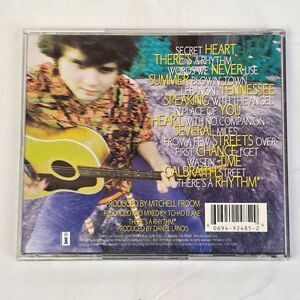 SECRET HEART
THERE'S A RHYTHM
WORDS WE NEVER USE
SUMMER BLOWIN' TOWN
LEBANON, TENNESSEE
SPEAKING WITH THE ANGEL
IN PLACE OF YOU
HEART WITH NO COMPANION
SEVERAL MILES
FROM A FEW STREETS OVER
FIRST CHANCE I GET
WASTIN' TIME
GALBRAITH STREET
THERE'S A RHYTHM*
PRODUCED BY MITCHELL FROOM
RECORDED AND MIXED BY TCHAD BLAKE
*THERE'S A RHYTHM*
PRODUCED BY DANIEL LANOIS
0694-92485-2